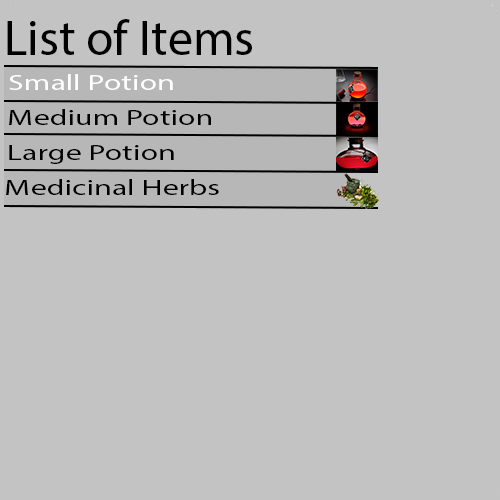 List of Items
Small Potion
Medium Potion
Large Potion
Medicinal Herbs